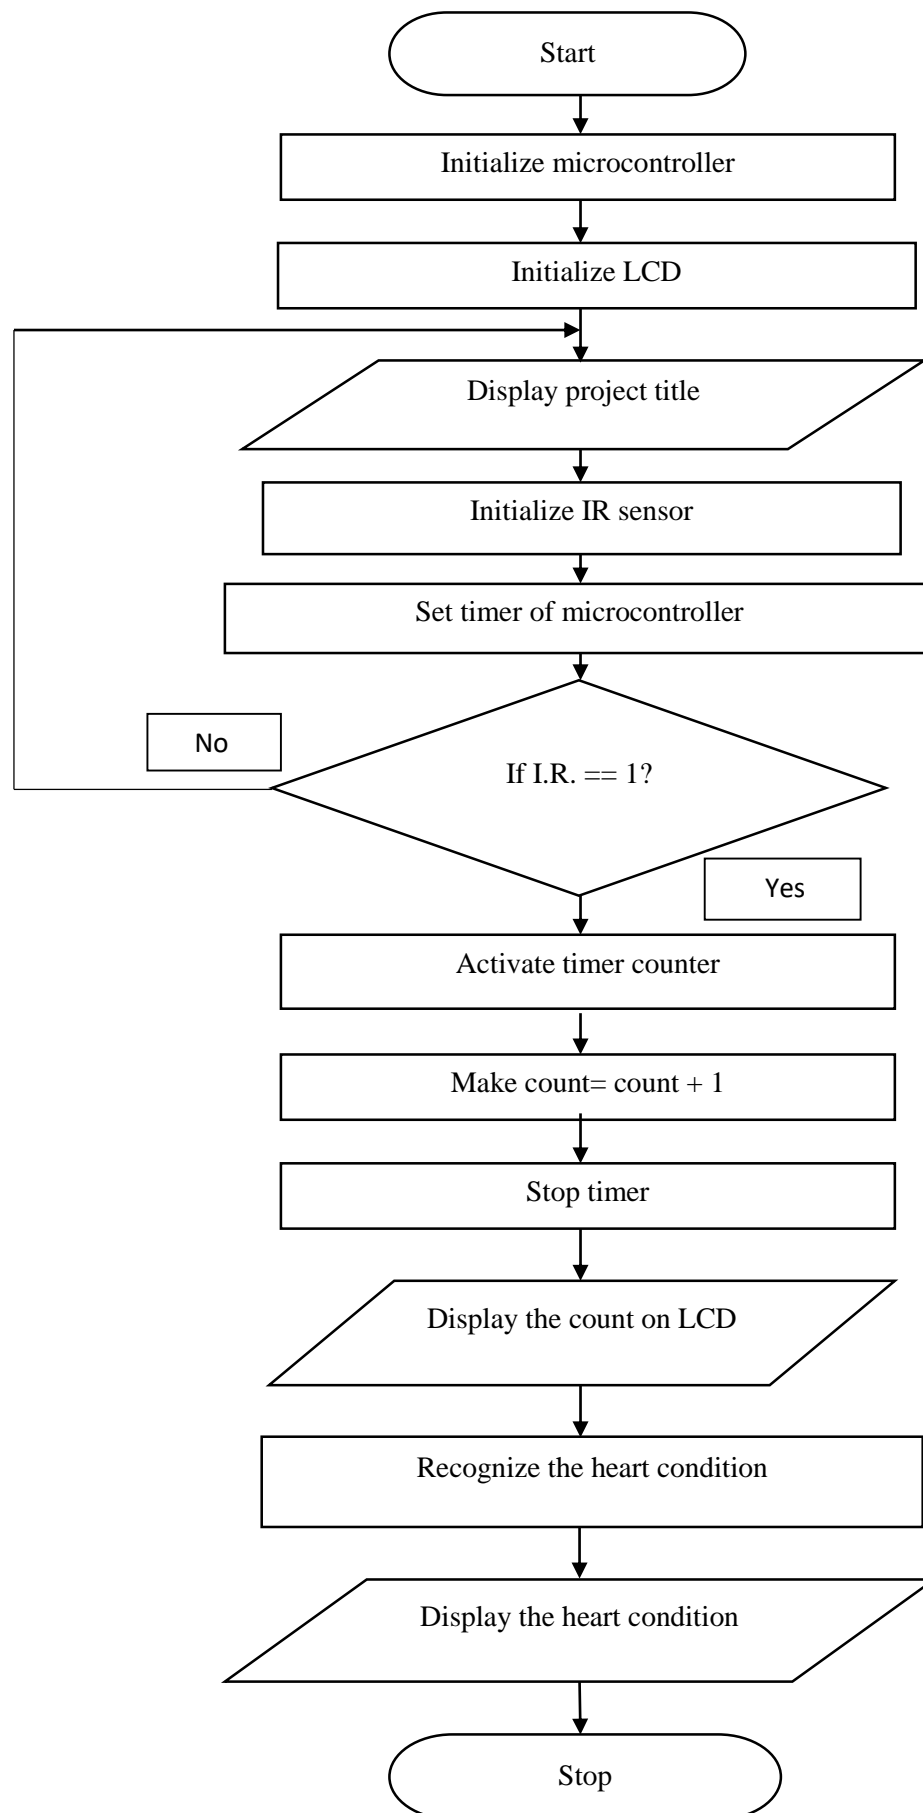 Start
Initialize microcontroller
Initialize LCD
Display project title
Initialize IR sensor
Set timer of microcontroller
No
If I.R. == 1?
Yes
Activate timer counter
Make count= count + 1
Stop timer
Display the count on LCD
Recognize the heart condition
Display the heart condition
Stop